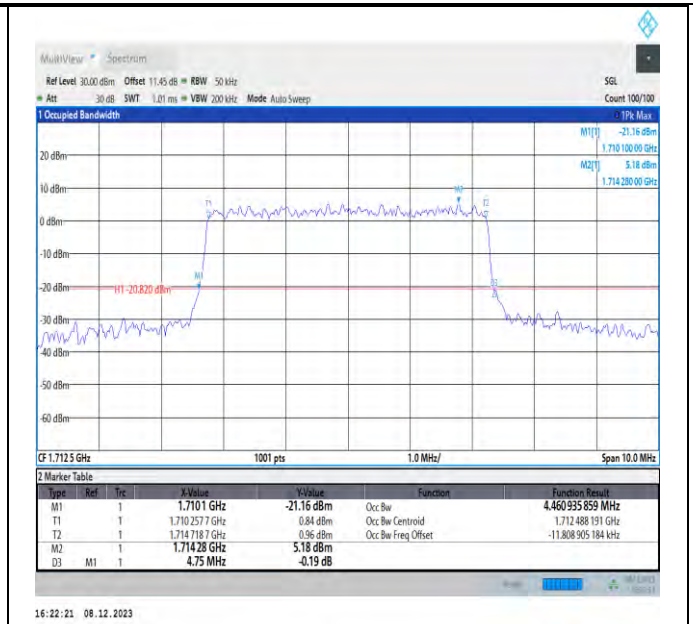 MultiView Spectrum
Ref Level 30.00 dBm Offset 11.45 dB RBW 50 kHz SGL
Att 30 dB SWT 1.01 ms VBW 200 kHz Mode Auto Sweep Count 100/100
1 Occupied Bandwidth 1Pk Max
M1[1] -21.16 dBm
1.710 100 00 GHz
M2[1] 5.18 dBm
1.714 280 00 GHz
20 dBm
10 dBm
T1 M2 T2
0 dBm
-10 dBm
M1 D3
-20 dBm H1 -20.820 dBm
-30 dBm
-40 dBm
-50 dBm
-60 dBm
CF 1.712 5 GHz 1001 pts 1.0 MHz/ Span 10.0 MHz
2 Marker Table
Type Ref Trc X-Value Y-Value Function Function Result
M1 1 1.7101 GHz -21.16 dBm Occ Bw 4.460 935 859 MHz
T1 1 1.710 257 7 GHz 0.84 dBm Occ Bw Centroid 1.712 488 191 GHz
T2 1 1.714 718 7 GHz 0.96 dBm Occ Bw Freq Offset -11.808 905 184 kHz
M2 1 1.714 28 GHz 5.18 dBm
D3 M1 1 4.75 MHz -0.19 dB
16:22:21 08.12.2023